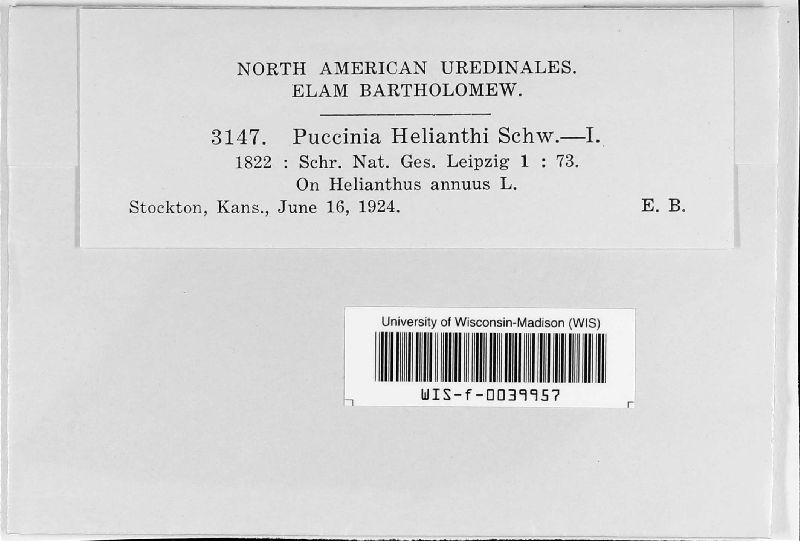 NORTH AMERICAN UREDINALES.
ELAM BARTHOLOMEW.
3147. Puccinia Helianthi Schw.—I.
1822 : Schr. Nat. Ges. Leipzig 1 : 73.
On Helianthus annuus L.
Stockton, Kans., June 16, 1924. E. B.
University of Wisconsin-Madison (WIS)
WIS-f-0039957